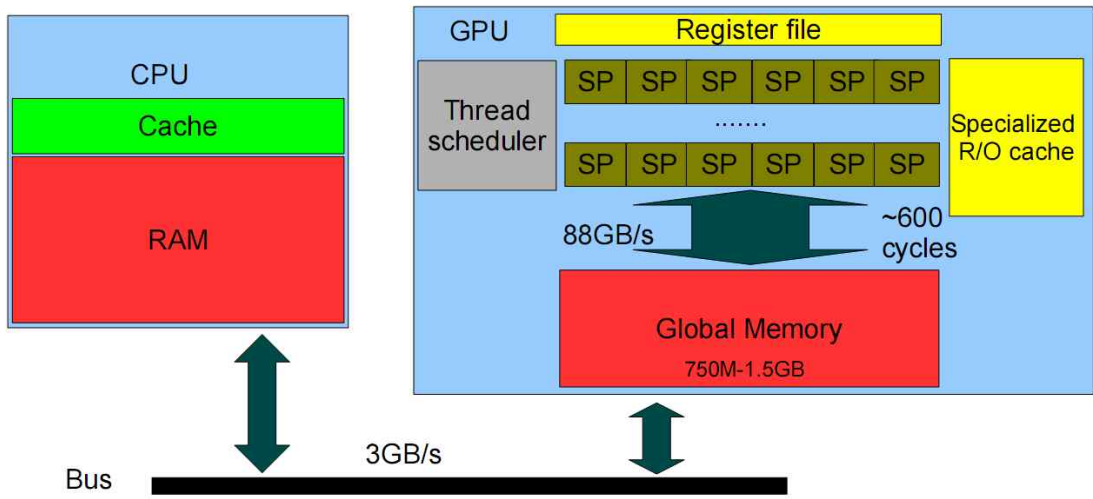 CPU
Cache
RAM
GPU
Register file
Thread
scheduler
SP SP SP SP SP SP
.......
SP SP SP SP SP SP
Specialized
R/O cache
88GB/s
~600
cycles
Global Memory
750M-1.5GB
3GB/s
Bus